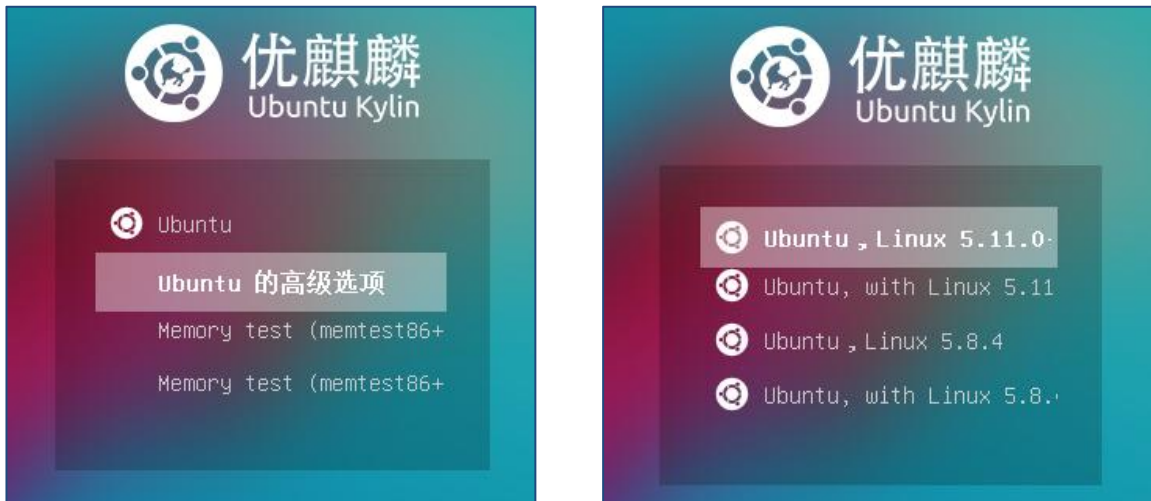 优麒麟
Ubuntu Kylin
Ubuntu
Ubuntu 的高级选项
Memory test (memtest86+
Memory test (memtest86+
优麒麟
Ubuntu Kylin
Ubuntu,Linux 5.11.0-
Ubuntu, with Linux 5.11
Ubuntu,Linux 5.8.4
Ubuntu, with Linux 5.8.